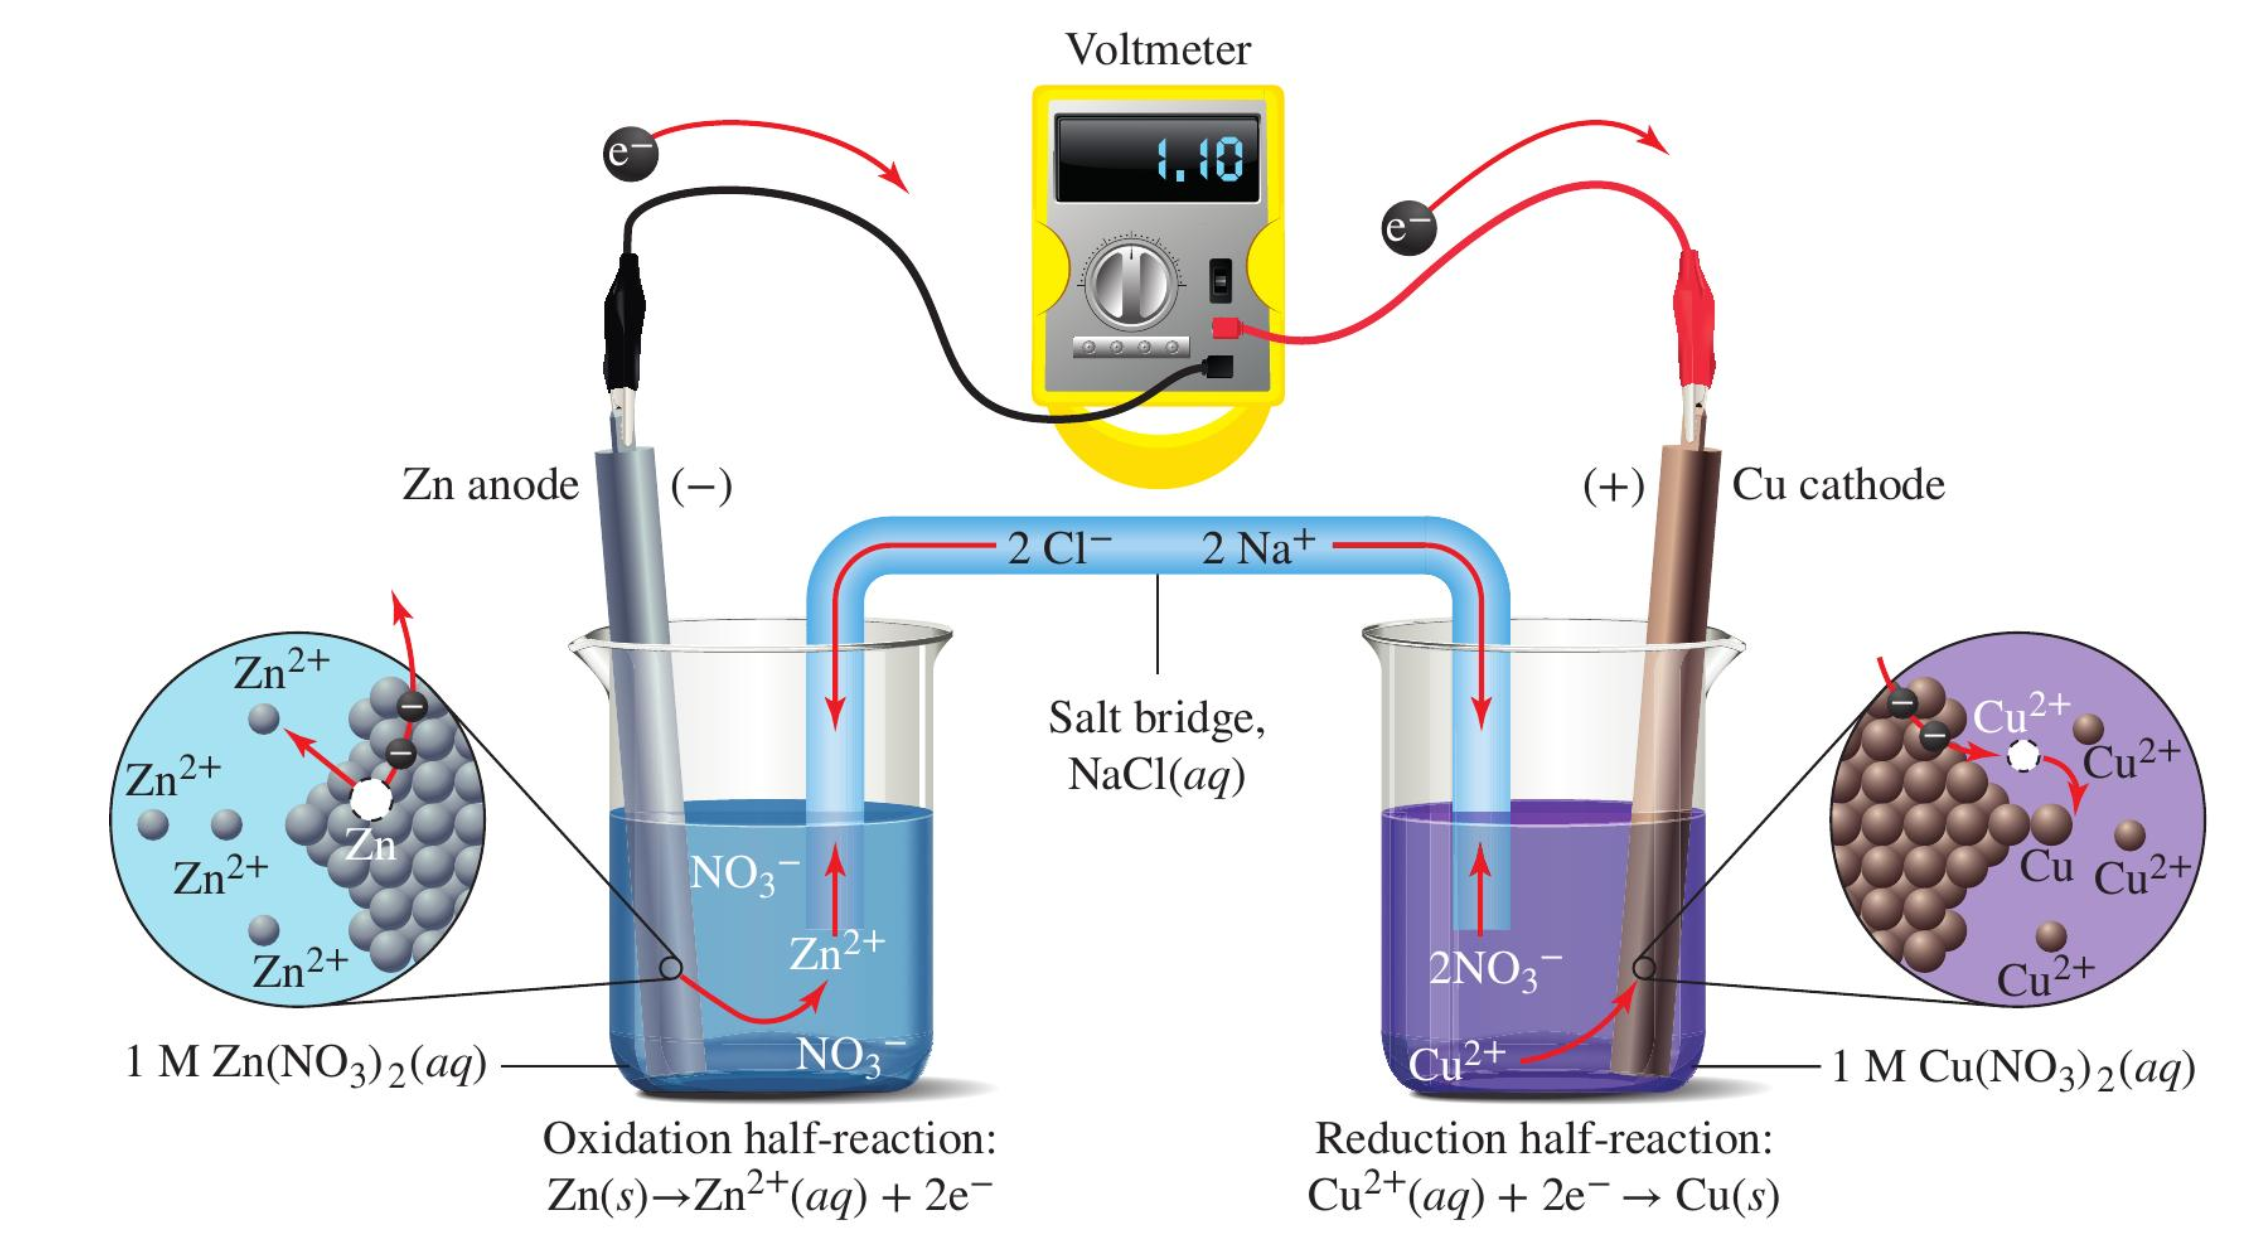 Voltmeter
1.10
e⁻
e⁻
Zn anode
(−)
(+)
Cu cathode
2 Cl⁻
2 Na⁺
Salt bridge,
NaCl(aq)
Zn²⁺
Zn²⁺
Zn²⁺
Zn²⁺
Zn
−
−
NO₃⁻
Zn²⁺
NO₃⁻
1 M Zn(NO₃)₂(aq)
−
−
Cu²⁺
Cu²⁺
Cu
Cu²⁺
Cu²⁺
2NO₃⁻
Cu²⁺
1 M Cu(NO₃)₂(aq)
Oxidation half-reaction:
Zn(s)→Zn²⁺(aq) + 2e⁻
Reduction half-reaction:
Cu²⁺(aq) + 2e⁻ → Cu(s)